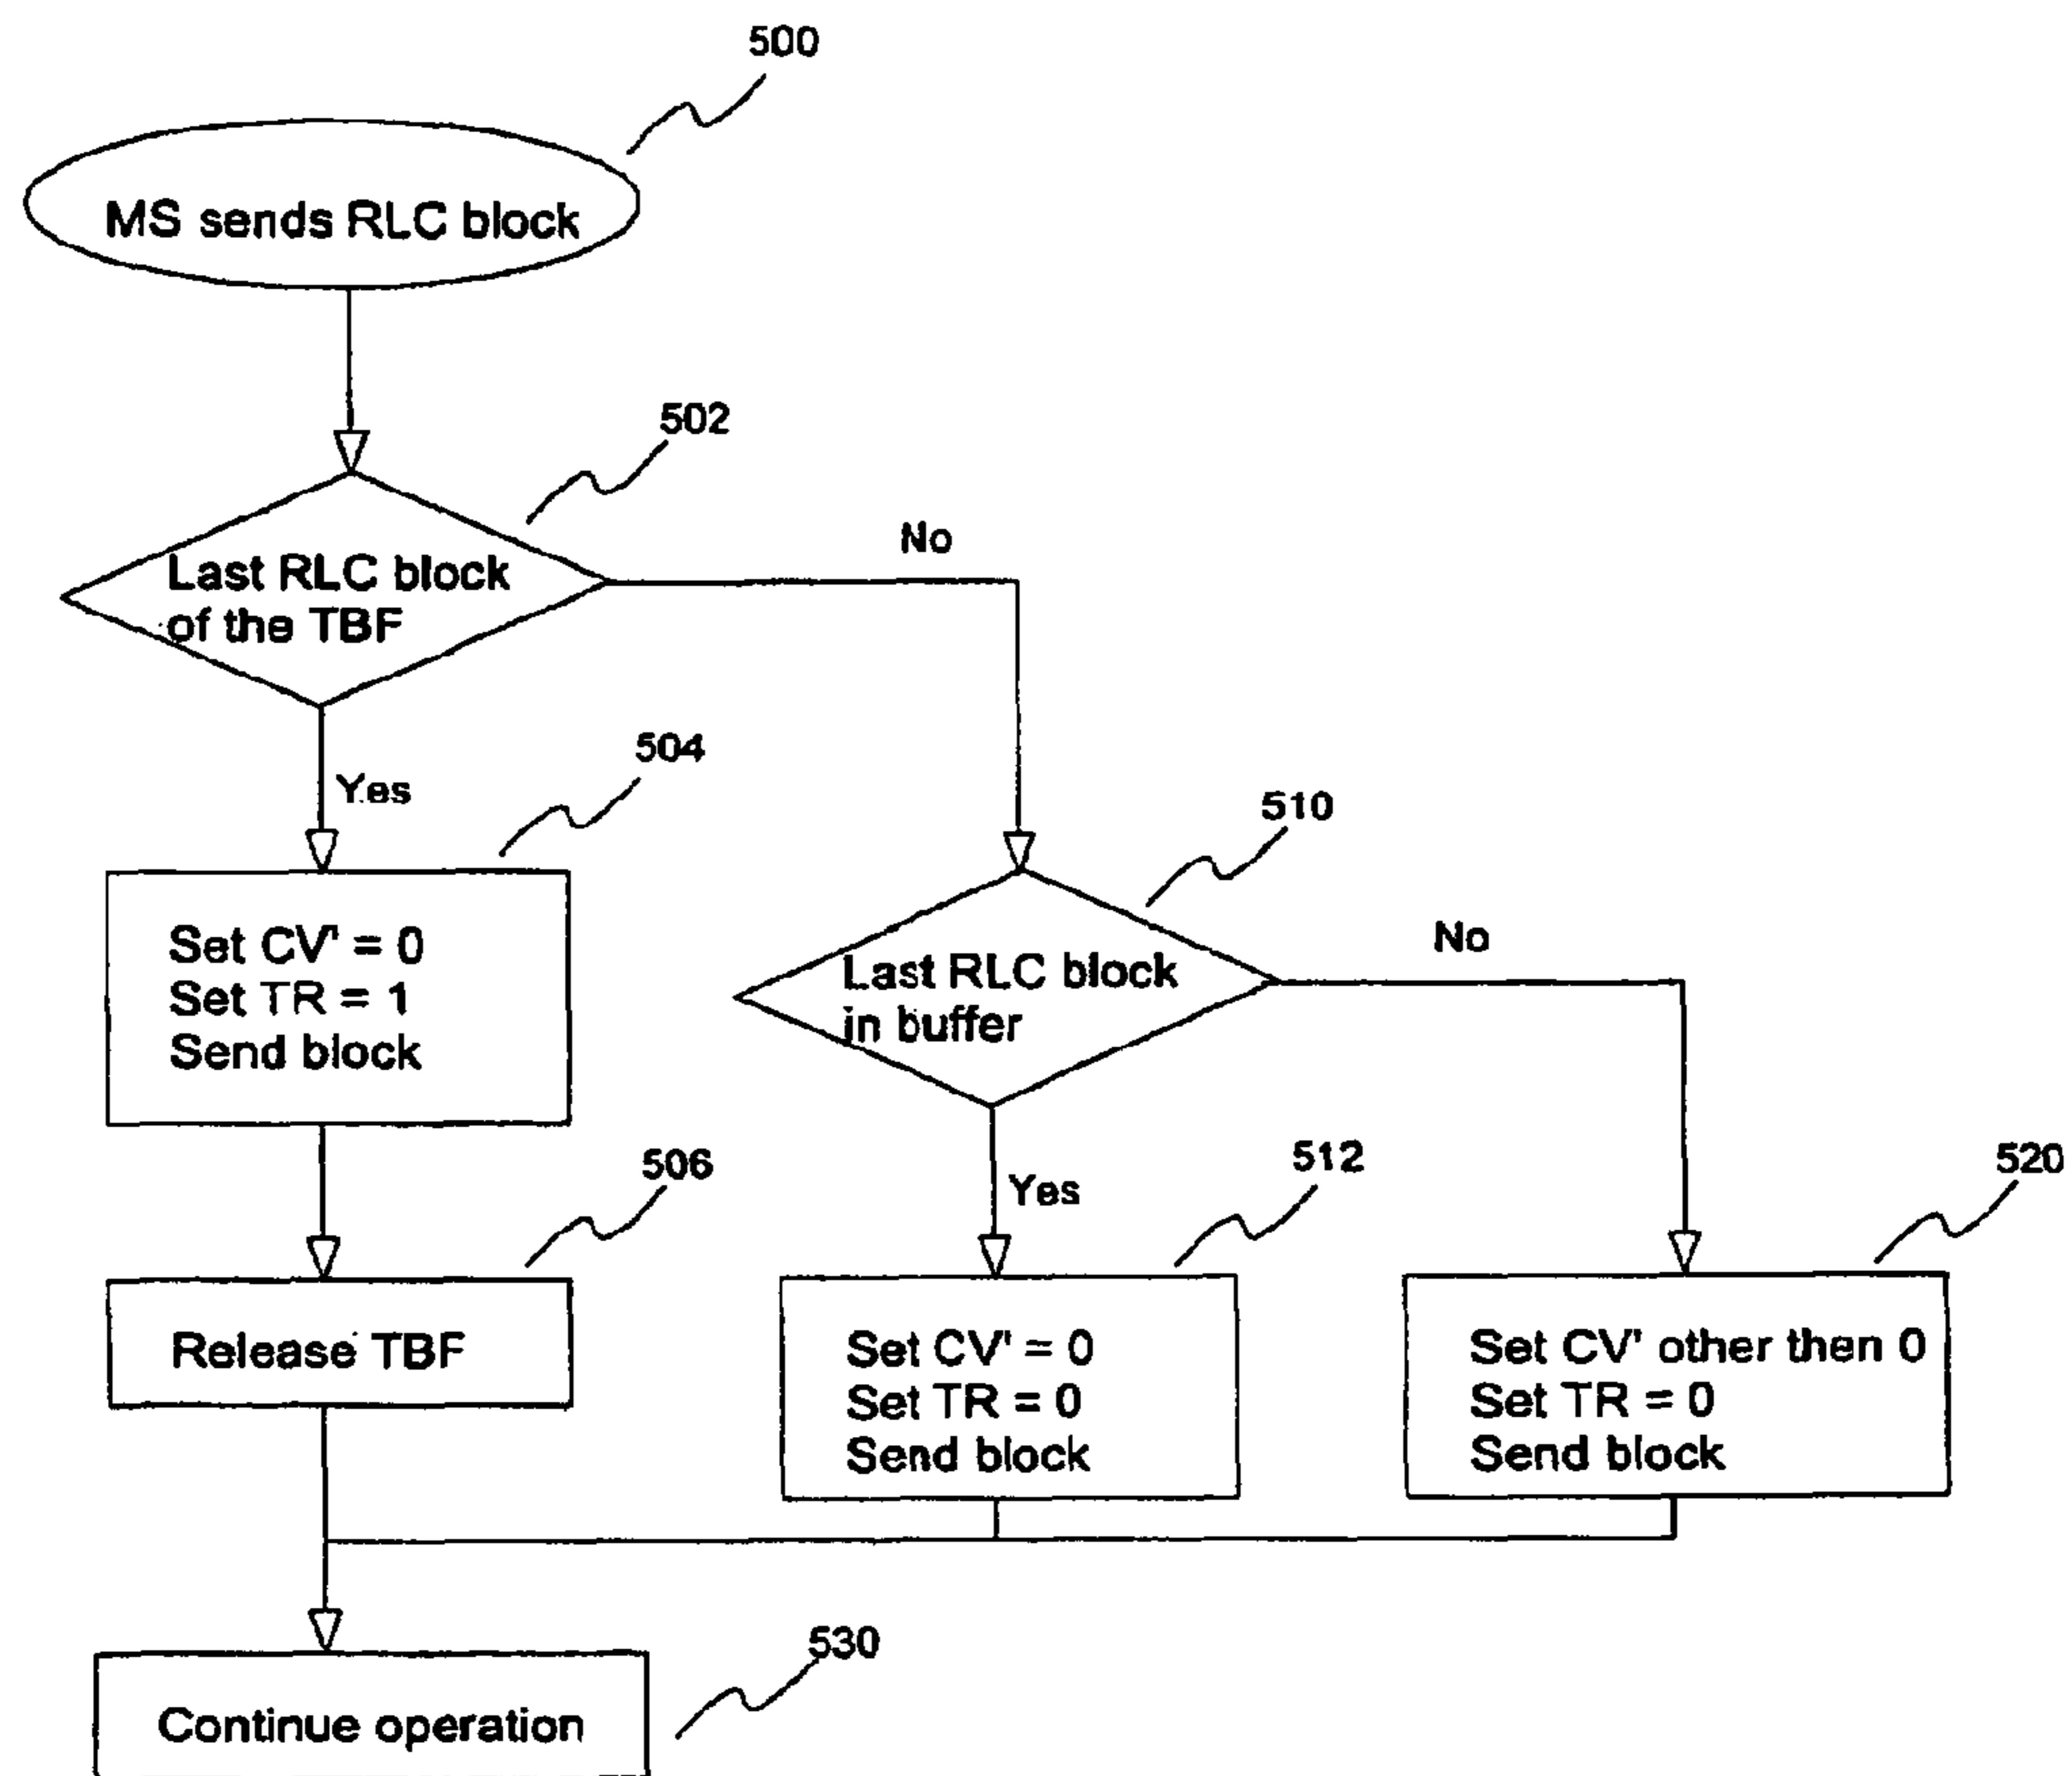 500
MS sends RLC block
502
Last RLC block
of the TBF
No
Yes
504
Set CV' = 0
Set TR = 1
Send block
510
Last RLC block
in buffer
No
Yes
506
Release TBF
512
Set CV' = 0
Set TR = 0
Send block
520
Set CV' other then 0
Set TR = 0
Send block
530
Continue operation